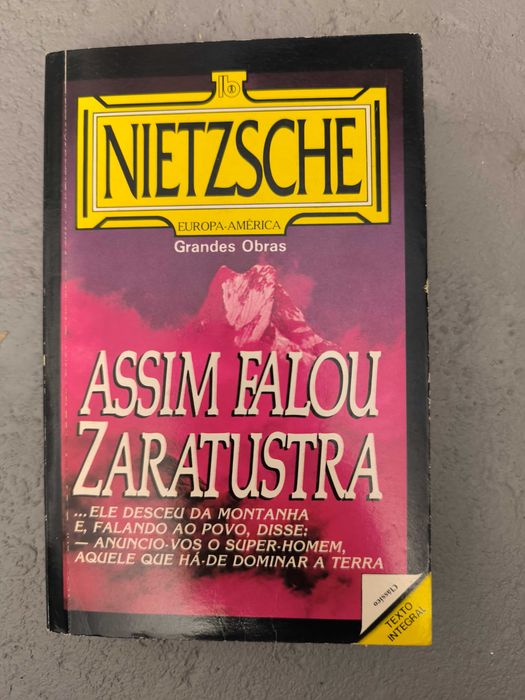 lb
NIETZSCHE
EUROPA-AMÉRICA
Grandes Obras
ASSIM FALOU
ZARATUSTRA
...ELE DESCEU DA MONTANHA
E, FALANDO AO POVO, DISSE:
— ANUNCIO-VOS O SUPER-HOMEM,
AQUELE QUE HÁ-DE DOMINAR A TERRA
Clássico
TEXTO
INTEGRAL